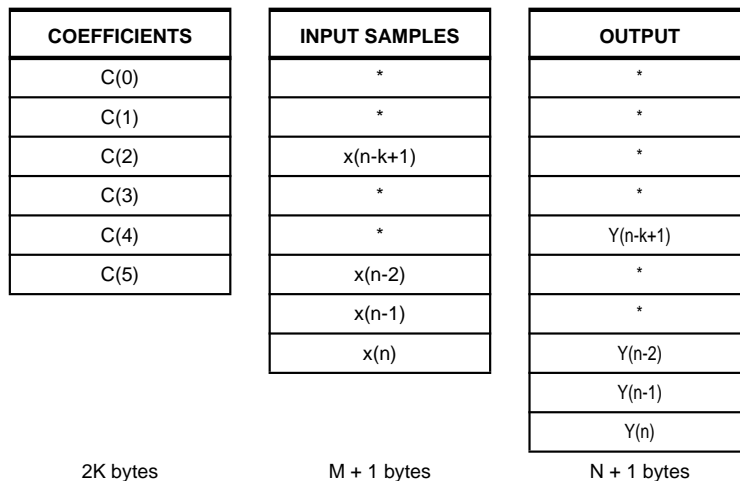 COEFFICIENTS INPUT SAMPLES OUTPUT
C(0) * *
C(1) * *
C(2) x(n-k+1) *
C(3) * *
C(4) * Y(n-k+1)
C(5) x(n-2) *
x(n-1) *
x(n) Y(n-2)
Y(n-1)
Y(n)
2K bytes M + 1 bytes N + 1 bytes